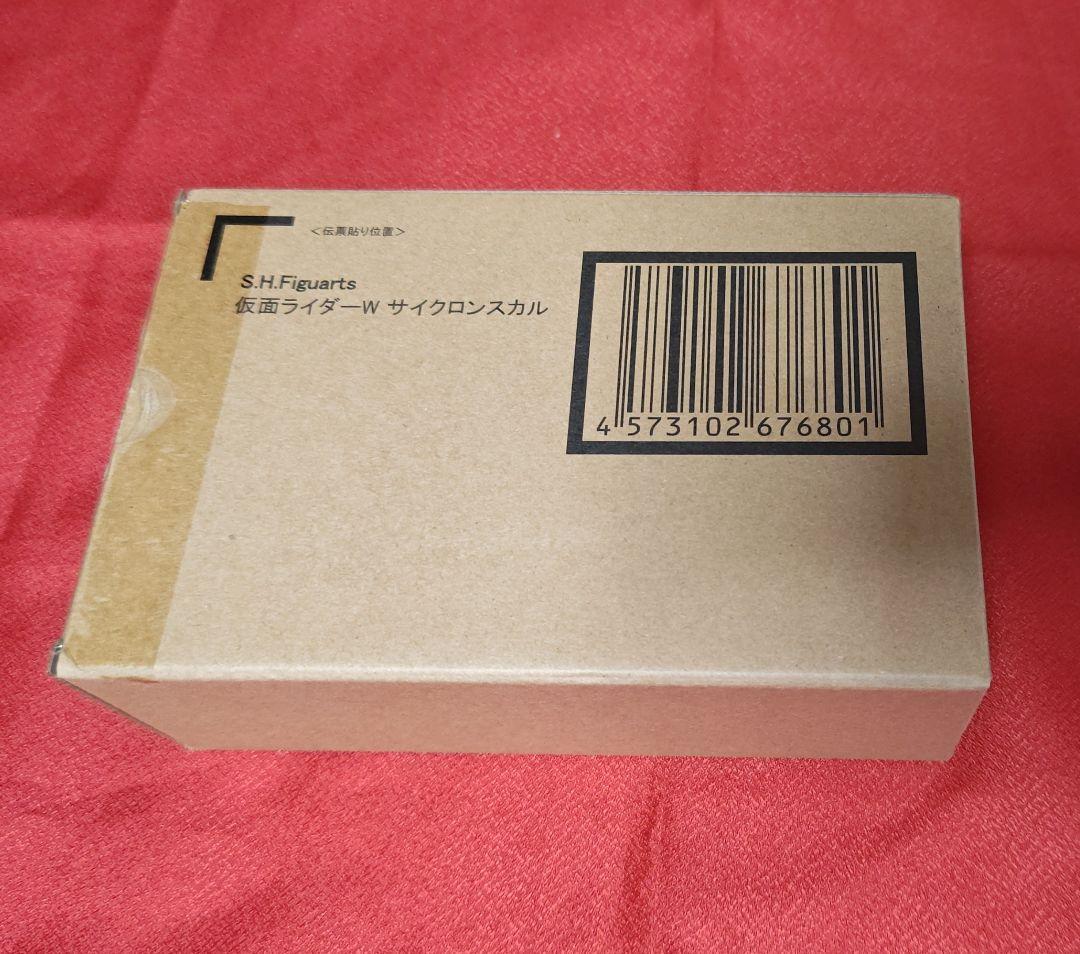 <伝票貼り位置>
S.H.Figuarts
仮面ライダーW サイクロンスカル
4 573102 676801